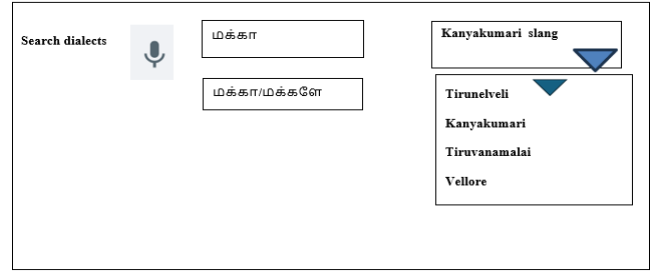 Search dialects
மக்கா
மக்கா/மக்களே
Kanyakumari slang
Tirunelveli
Kanyakumari
Tiruvanamalai
Vellore